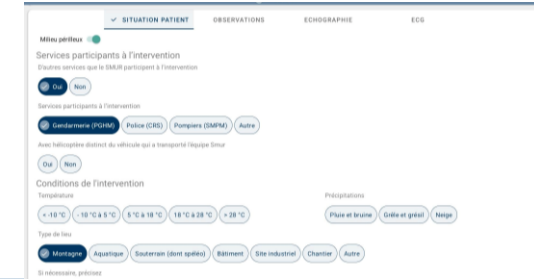 ✓ SITUATION PATIENT OBSERVATIONS ECHOGRAPHIE ECG
Milieu périlleux
Services participants à l'intervention
D'autres services que le SMUR participent à l'intervention
Oui Non
Services participants à l'intervention
Gendarmerie (PGHM) Police (CRS) Pompiers (SMPM) Autre
Avec hélicoptère distinct du véhicule qui a transporté l'équipe Smur
Oui Non
Conditions de l'intervention
Température Précipitations
< -10 °C - 10 °C à 5 °C 5 °C à 18 °C 18 °C à 28 °C > 28 °C Pluie et bruine Grêle et grésil Neige
Type de lieu
Montagne Aquatique Souterrain (dont spéléo) Bâtiment Site industriel Chantier Autre
Si nécessaire, précisez